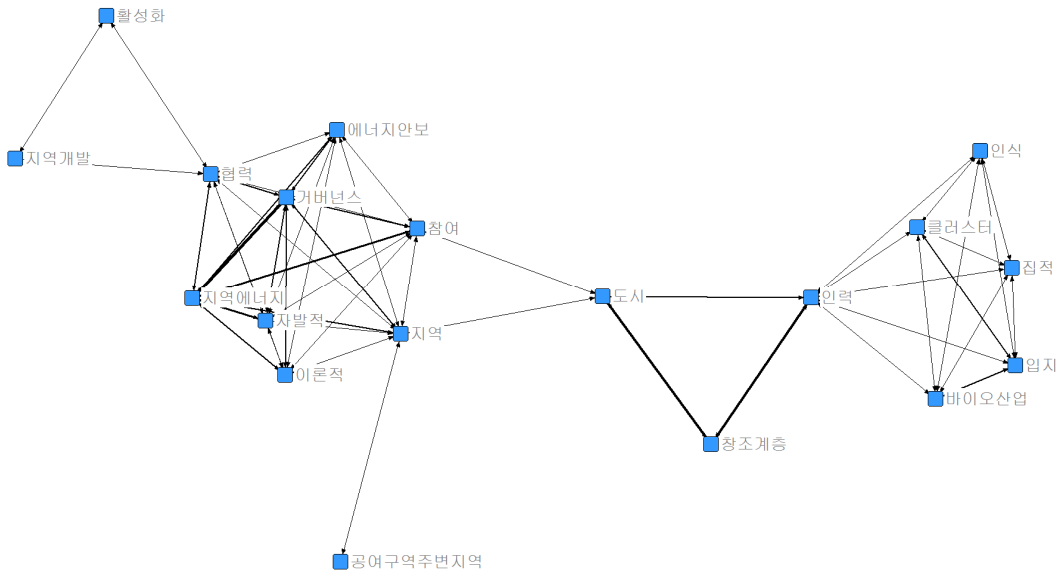 활성화
에너지안보
인식
지역개발
협력
거버넌스
참여
클러스터
집적
지역에너지
도시
인력
자발적
지역
이론적
입지
바이오산업
창조계층
공여구역주변지역